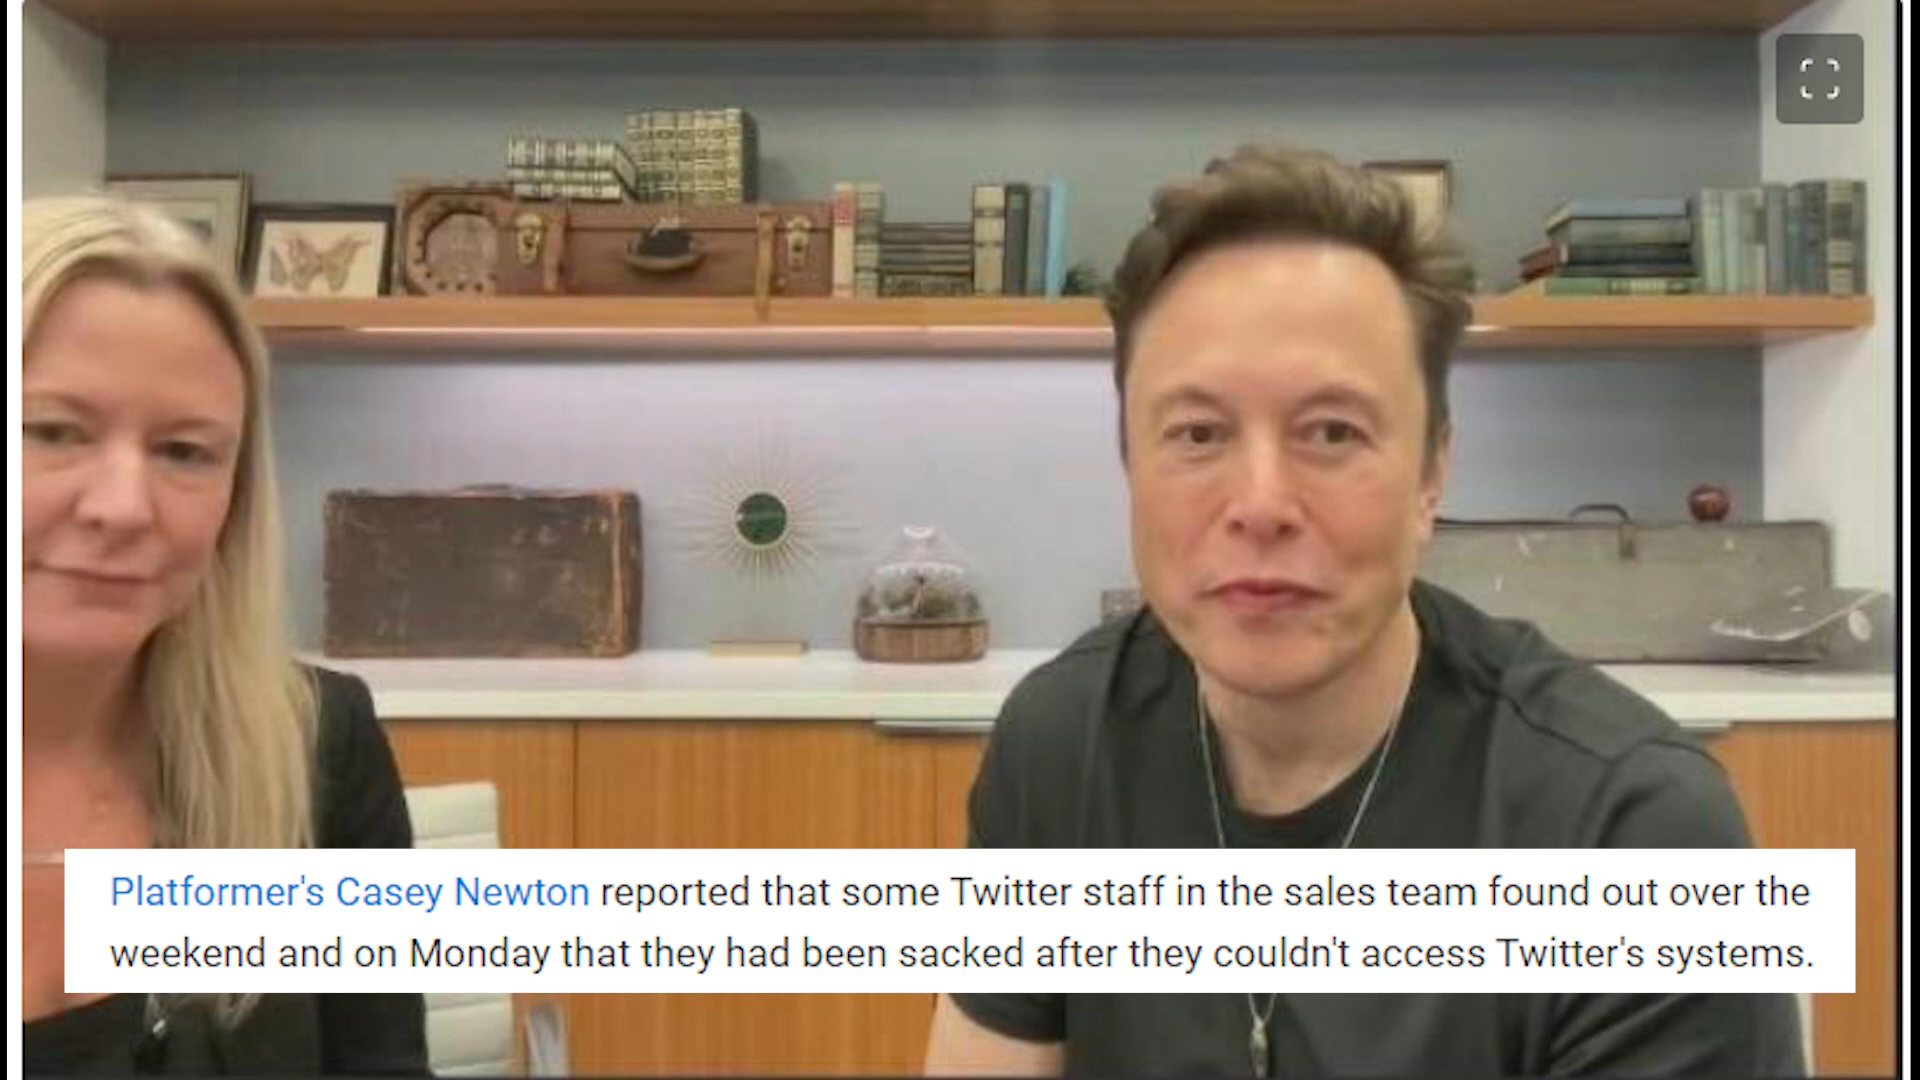 Platformer's Casey Newton reported that some Twitter staff in the sales team found out over the
weekend and on Monday that they had been sacked after they couldn't access Twitter's systems.